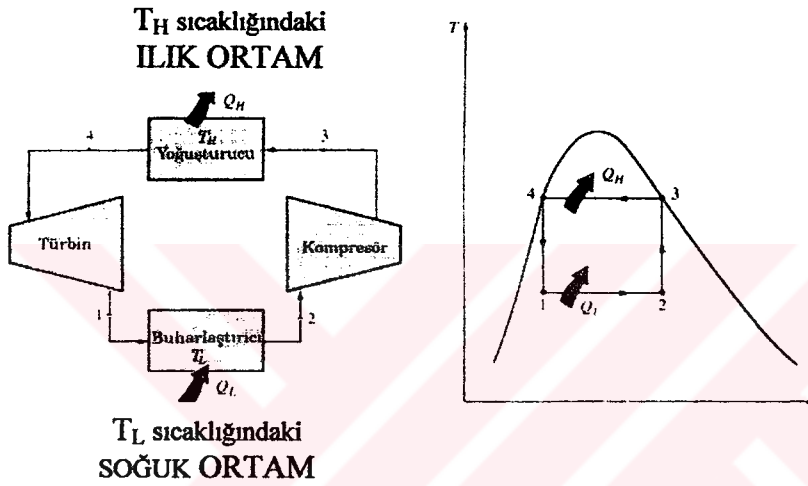 T_H sıcaklığındaki
ILIK ORTAM
Q_H
4
T_H
3
Yoğuşturucu
Türbin
Kompresör
1
2
Buharlaştırıcı
T_L
Q_L
T_L sıcaklığındaki
SOĞUK ORTAM
T
4
Q_H
3
1
Q_L
2